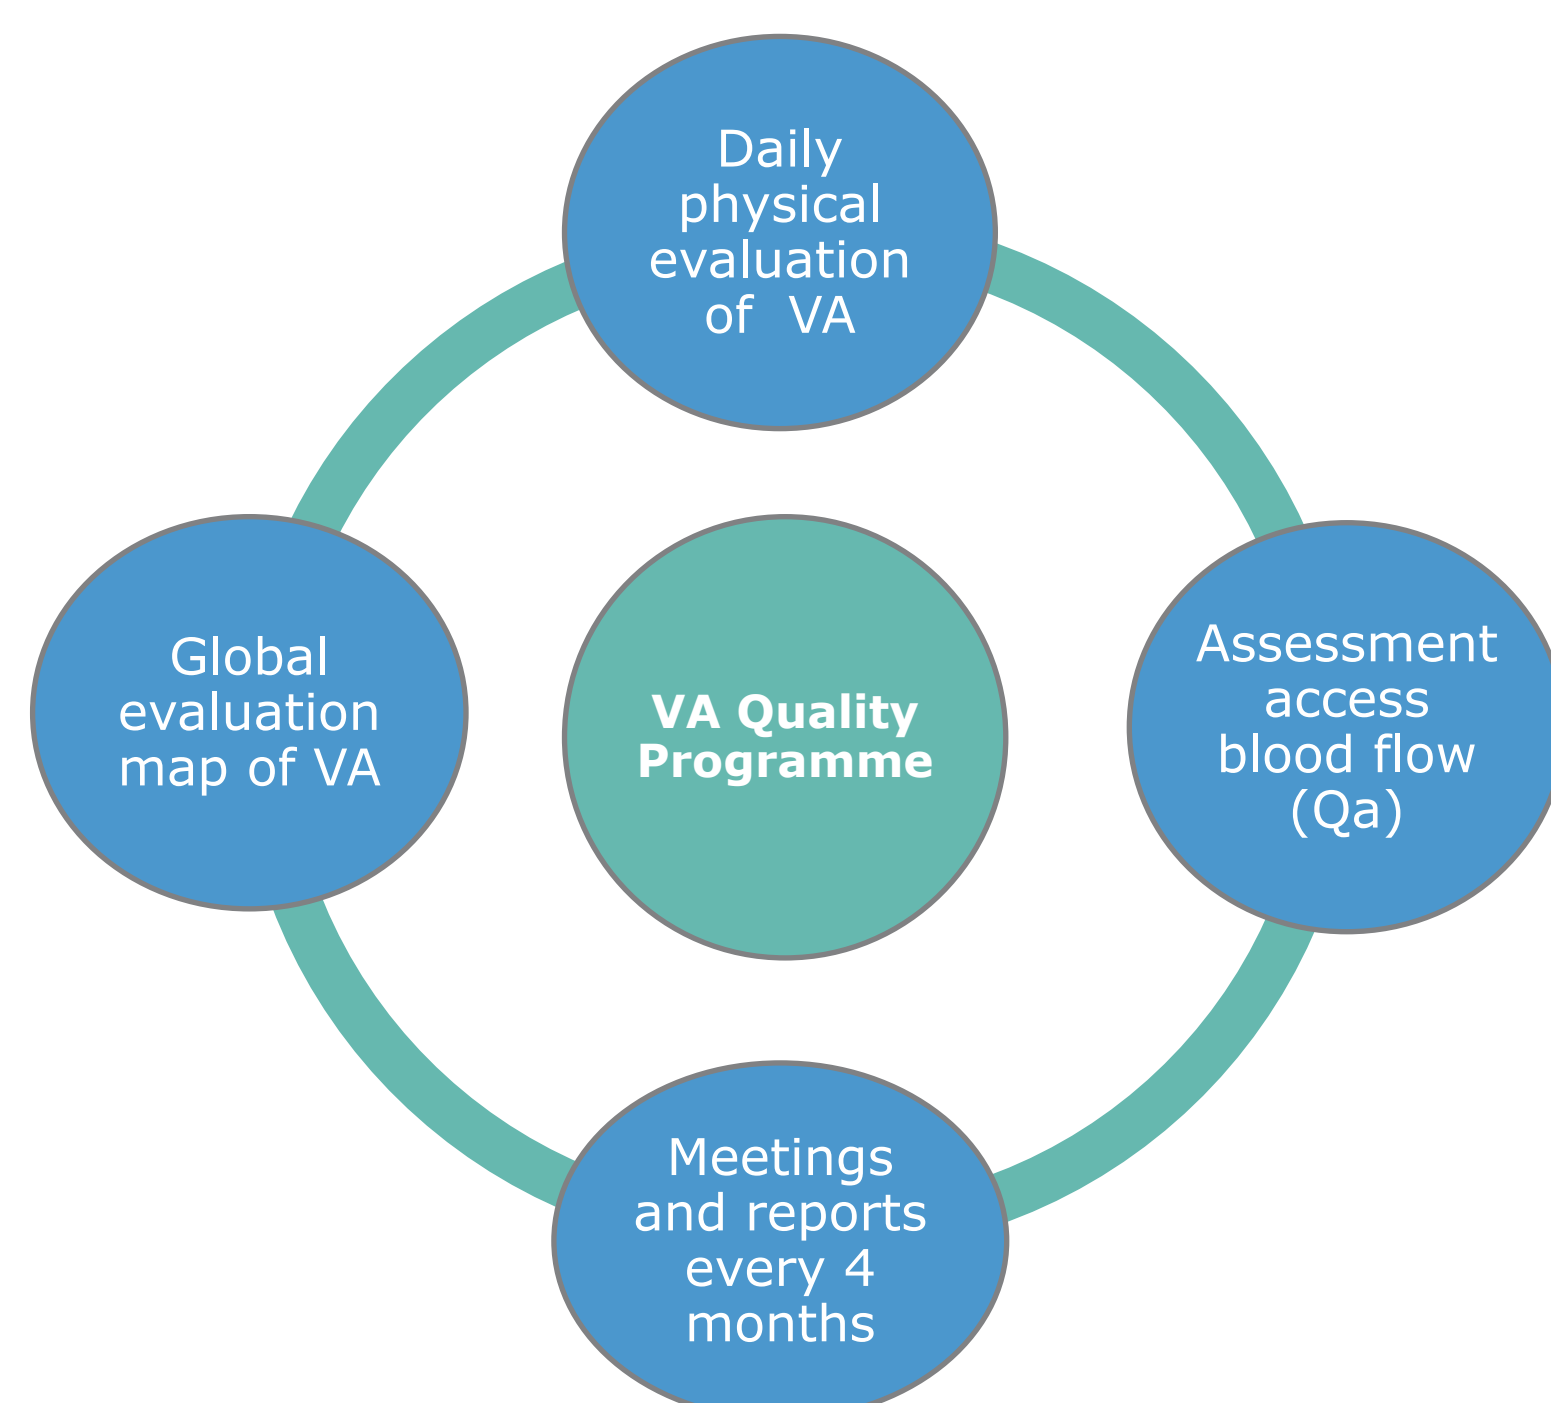 Daily
physical
evaluation
of  VA
Global
evaluation
map of VA
VA Quality
Programme
Assessment
access
blood flow
(Qa)
Meetings
and reports
every 4
months